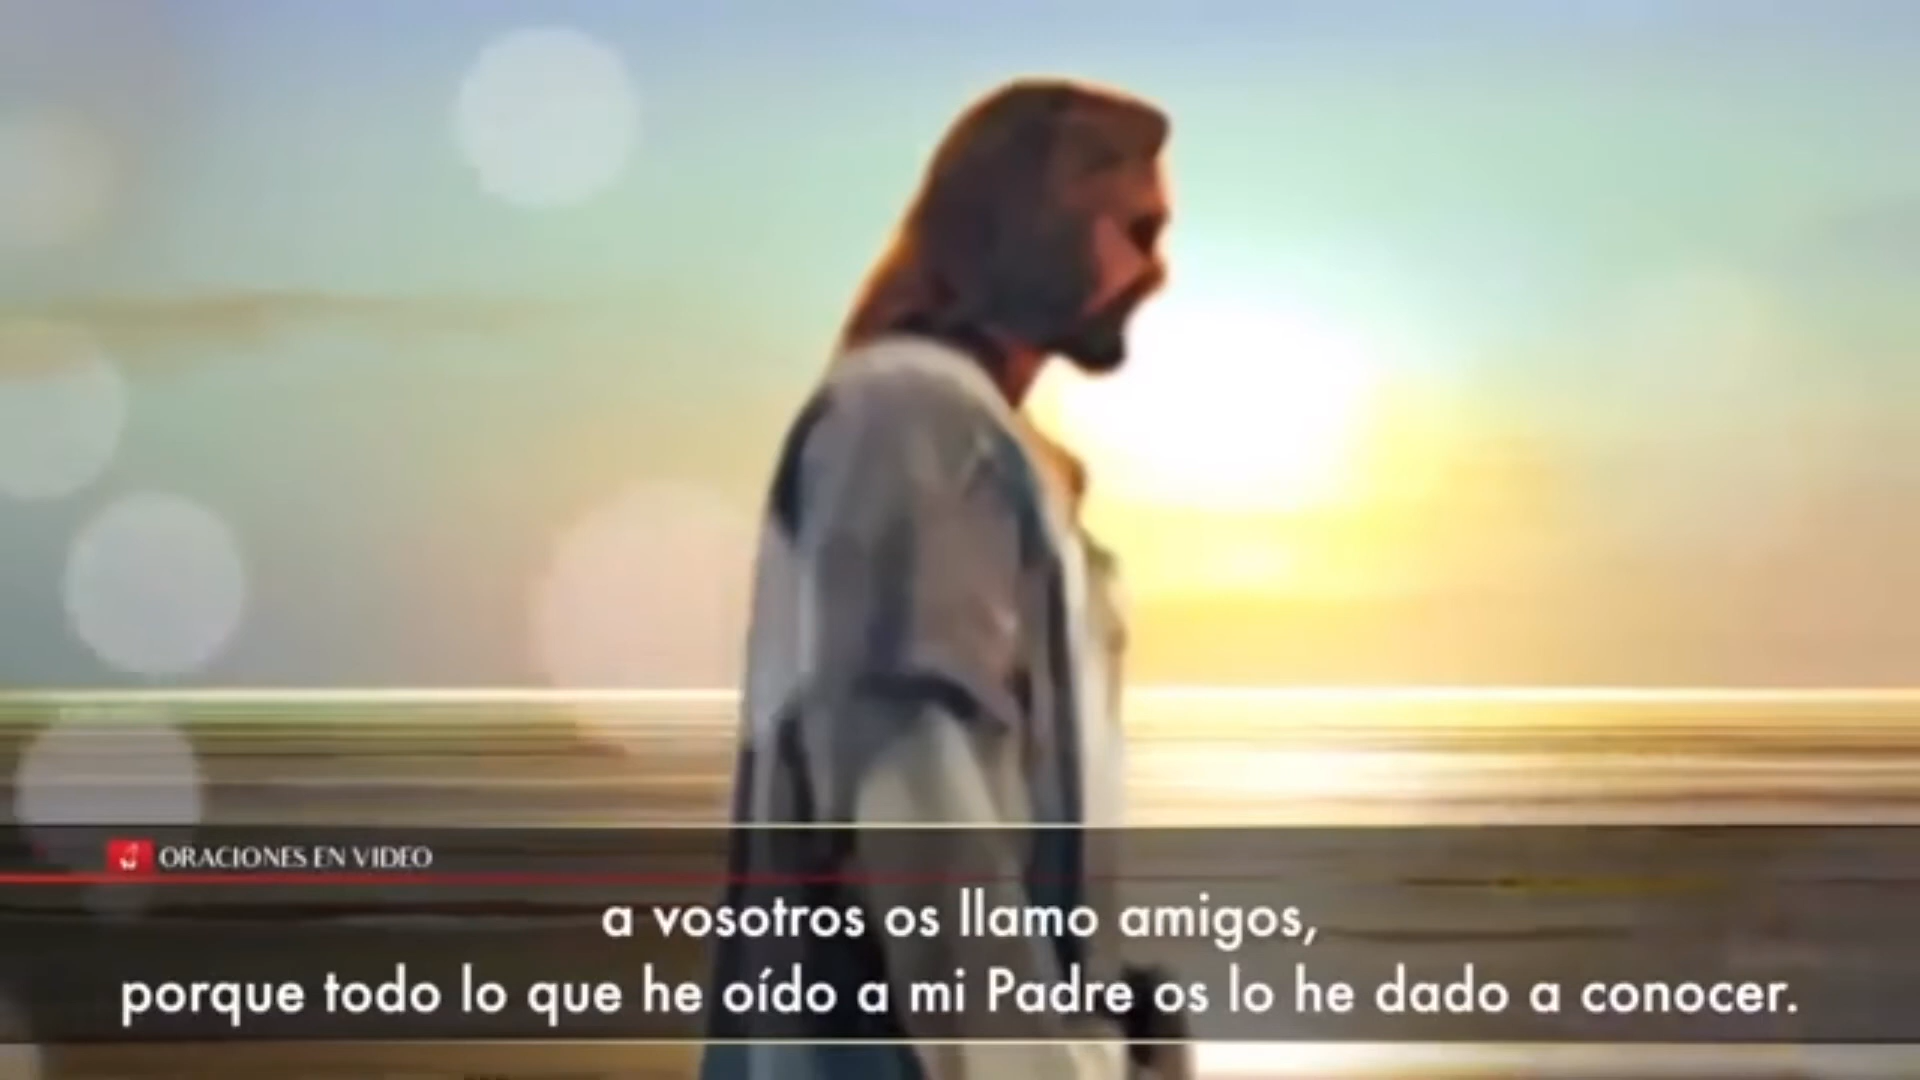 ORACIONES EN VIDEO
a vosotros os llamo amigos,
porque todo lo que he oído a mi Padre os lo he dado a conocer.